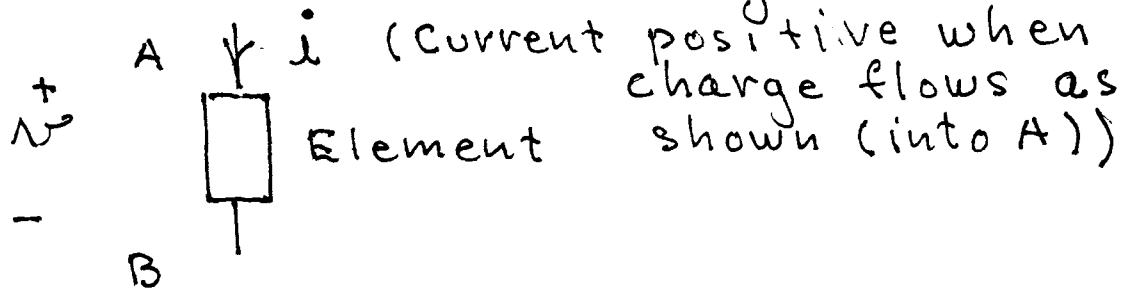 A i (Current positive when
+ charge flows as
v Element shown (into A))
-
B